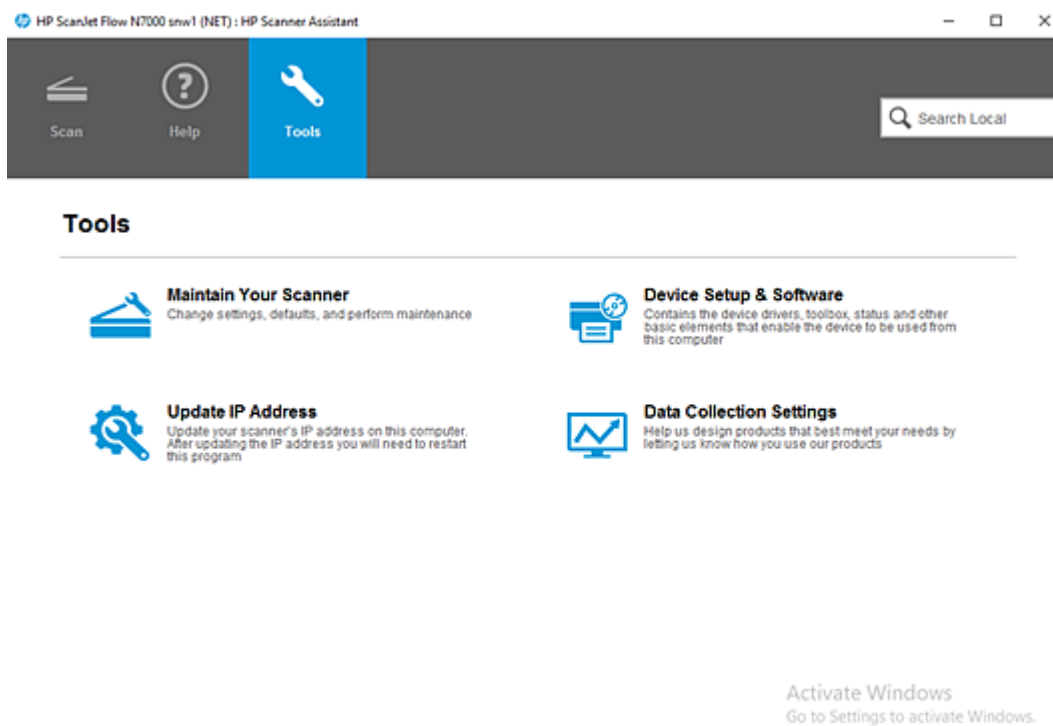 HP ScanJet Flow N7000 snw1 (NET) : HP Scanner Assistant
Scan
Help
Tools
Search Local
Tools
Maintain Your Scanner
Change settings, defaults, and perform maintenance
Device Setup & Software
Contains the device drivers, toolbox, status and other
basic elements that enable the device to be used from
this computer
Update IP Address
Update your scanner's IP address on this computer.
After updating the IP address you will need to restart
this program
Data Collection Settings
Help us design products that best meet your needs by
letting us know how you use our products
Activate Windows
Go to Settings to activate Windows.